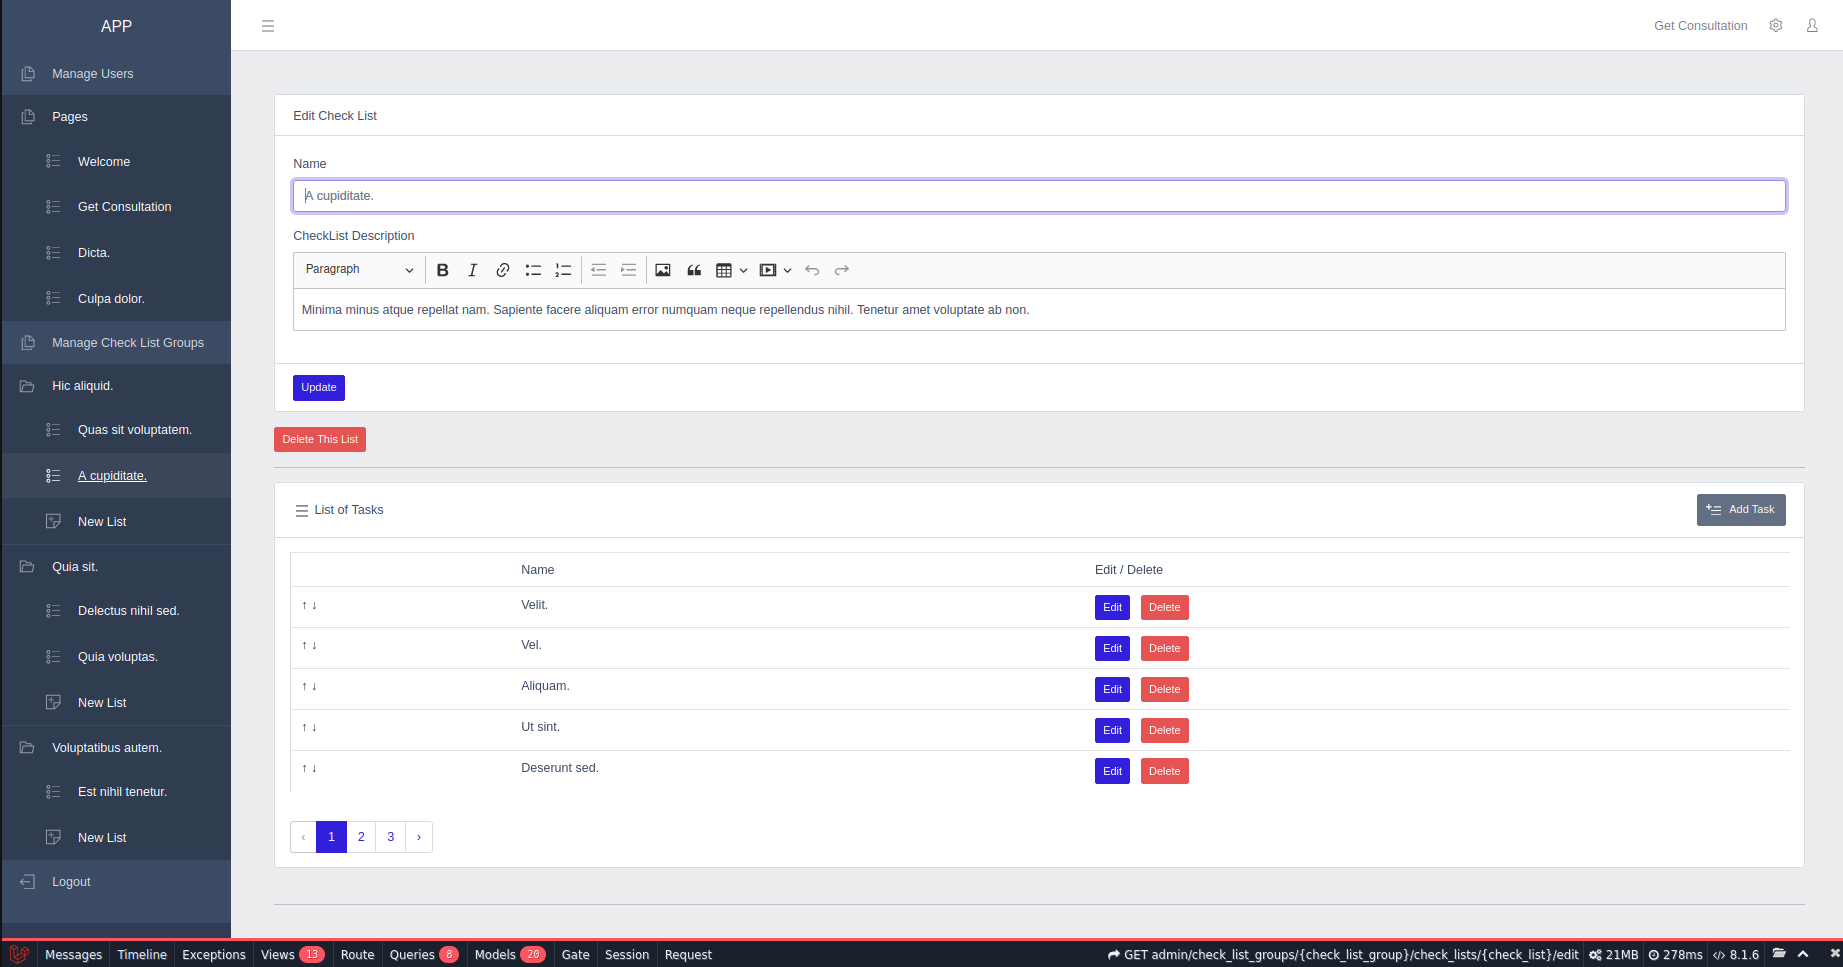 APP
Get Consultation
Manage Users
Pages
Welcome
Get Consultation
Dicta.
Culpa dolor.
Manage Check List Groups
Hic aliquid.
Quas sit voluptatem.
A cupiditate.
New List
Quia sit.
Delectus nihil sed.
Quia voluptas.
New List
Voluptatibus autem.
Est nihil tenetur.
New List
Logout
Edit Check List
Name
A cupiditate.
CheckList Description
Paragraph
Minima minus atque repellat nam. Sapiente facere aliquam error numquam neque repellendus nihil. Tenetur amet voluptate ab non.
Update
Delete This List
List of Tasks
Add Task
Name Edit / Delete
↑ ↓ Velit. Edit Delete
↑ ↓ Vel. Edit Delete
↑ ↓ Aliquam. Edit Delete
↑ ↓ Ut sint. Edit Delete
↑ ↓ Deserunt sed. Edit Delete
‹ 1 2 3 ›
Messages Timeline Exceptions Views 13 Route Queries 8 Models 20 Gate Session Request GET admin/check_list_groups/{check_list_group}/check_lists/{check_list}/edit 21MB 278ms 8.1.6